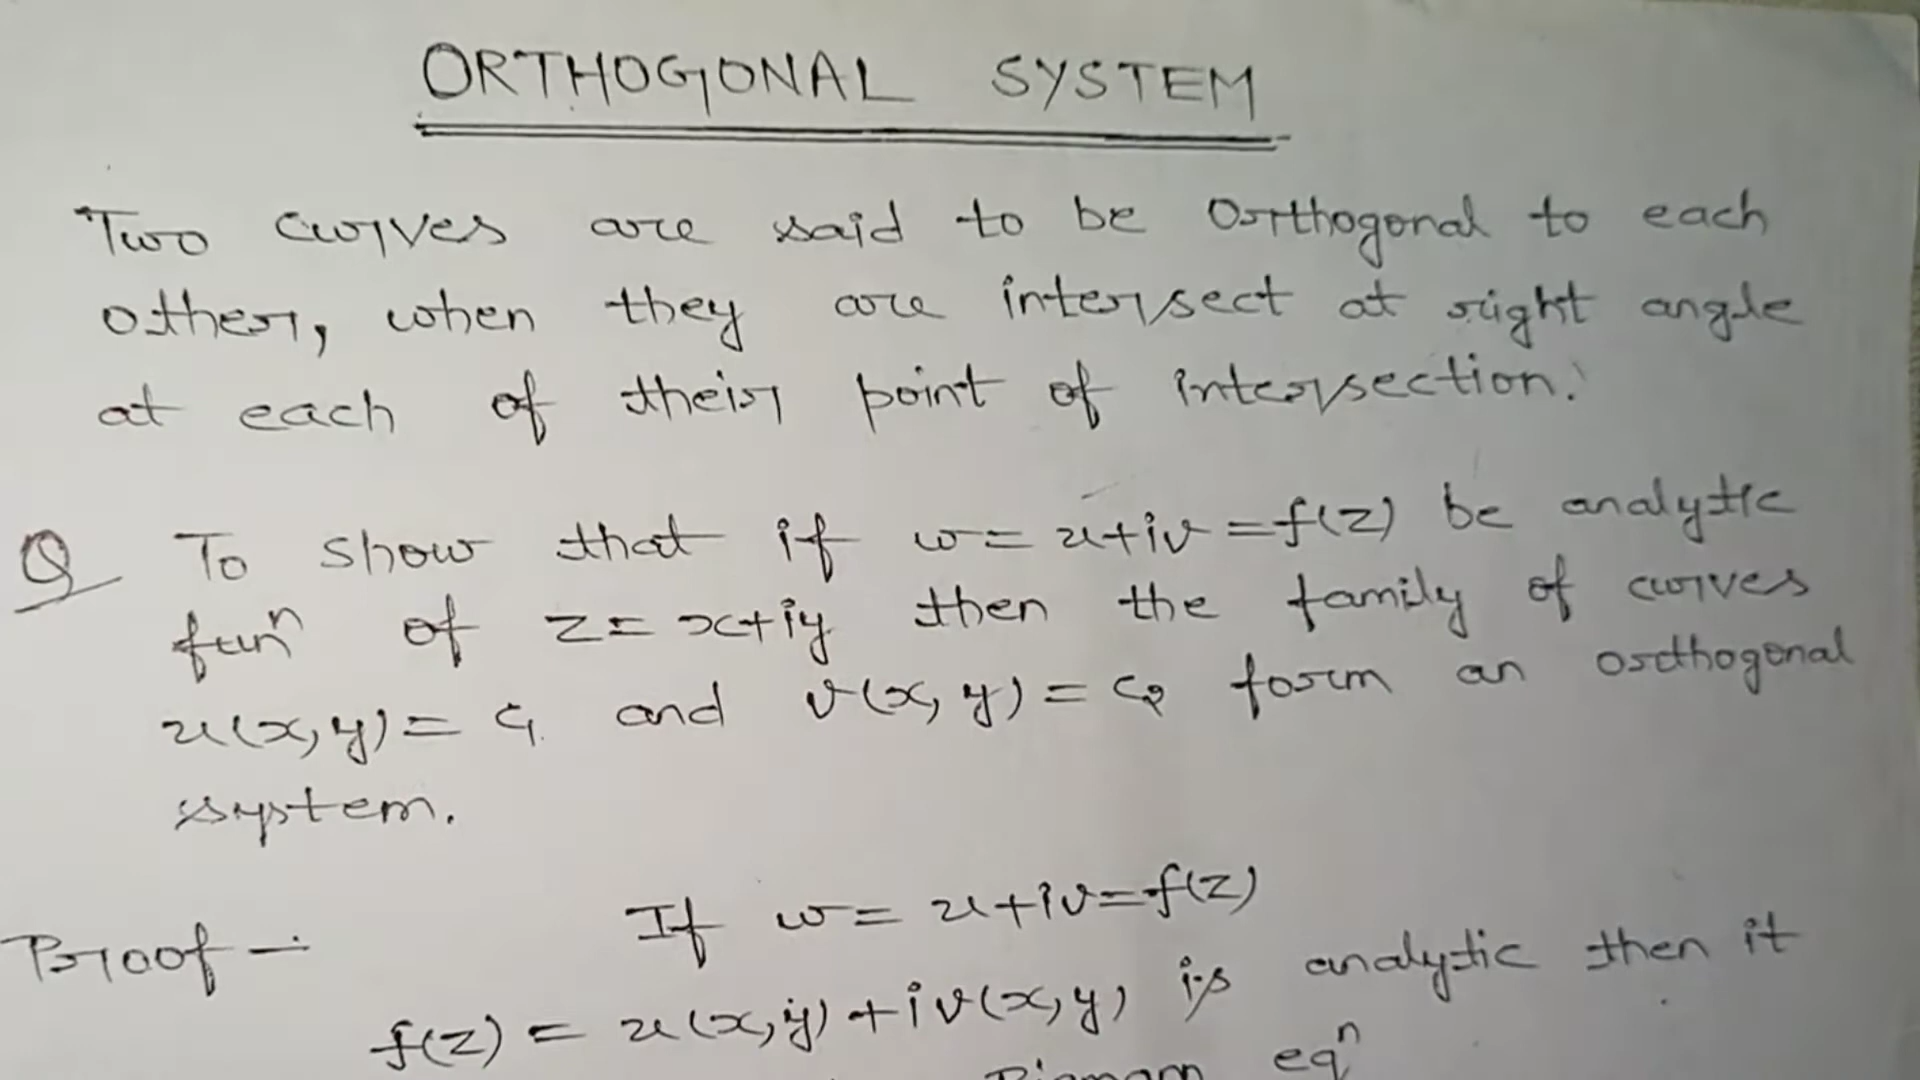 ORTHOGONAL SYSTEM
Two curves are said to be Orthogonal to each
other, when they are intersect at right angle
at each of their point of intersection.
Q To show that if w = u+iv = f(z) be analytic
funⁿ of z = x+iy then the family of curves
u(x,y) = c₁ and v(x,y) = c₂ form an orthogonal
system.
Proof - If w = u+iv = f(z)
f(z) = u(x,y) + iv(x,y) is analytic then it
Riemann eqⁿ